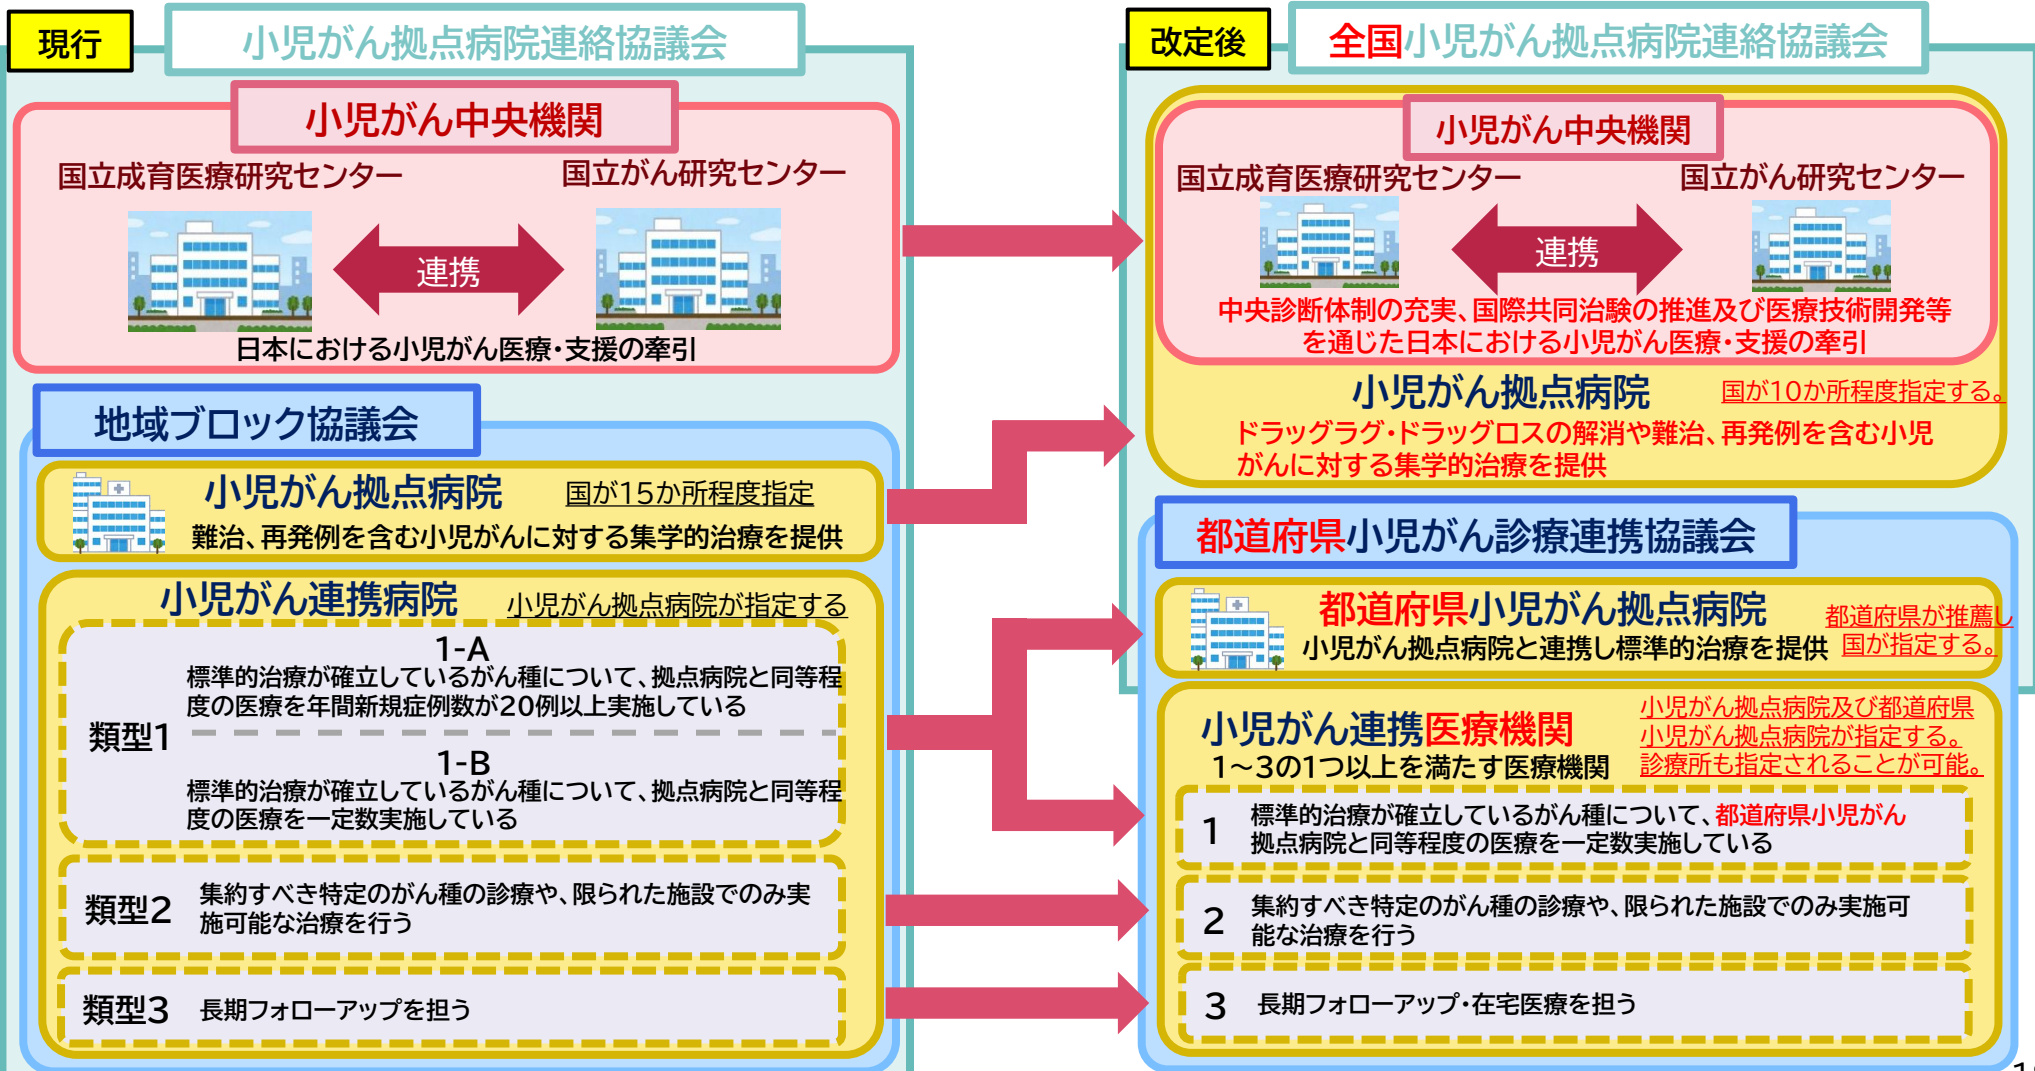 現行
小児がん拠点病院連絡協議会
小児がん中央機関
国立成育医療研究センター
国立がん研究センター
連携
日本における小児がん医療・支援の牽引
地域ブロック協議会
小児がん拠点病院
国が15か所程度指定
難治、再発例を含む小児がんに対する集学的治療を提供
小児がん連携病院
小児がん拠点病院が指定する
類型1
1-A
標準的治療が確立しているがん種について、拠点病院と同等程
度の医療を年間新規症例数が20例以上実施している
1-B
標準的治療が確立しているがん種について、拠点病院と同等程
度の医療を一定数実施している
類型2
集約すべき特定のがん種の診療や、限られた施設でのみ実
施可能な治療を行う
類型3
長期フォローアップを担う
改定後
全国小児がん拠点病院連絡協議会
小児がん中央機関
国立成育医療研究センター
国立がん研究センター
連携
中央診断体制の充実、国際共同治験の推進及び医療技術開発等
を通じた日本における小児がん医療・支援の牽引
小児がん拠点病院
国が10か所程度指定する。
ドラッグラグ・ドラッグロスの解消や難治、再発例を含む小児
がんに対する集学的治療を提供
都道府県小児がん診療連携協議会
都道府県小児がん拠点病院
都道府県が推薦し
国が指定する。
小児がん拠点病院と連携し標準的治療を提供
小児がん連携医療機関
1～3の1つ以上を満たす医療機関
小児がん拠点病院及び都道府県
小児がん拠点病院が指定する。
診療所も指定されることが可能。
1
標準的治療が確立しているがん種について、都道府県小児がん
拠点病院と同等程度の医療を一定数実施している
2
集約すべき特定のがん種の診療や、限られた施設でのみ実施可
能な治療を行う
3
長期フォローアップ・在宅医療を担う